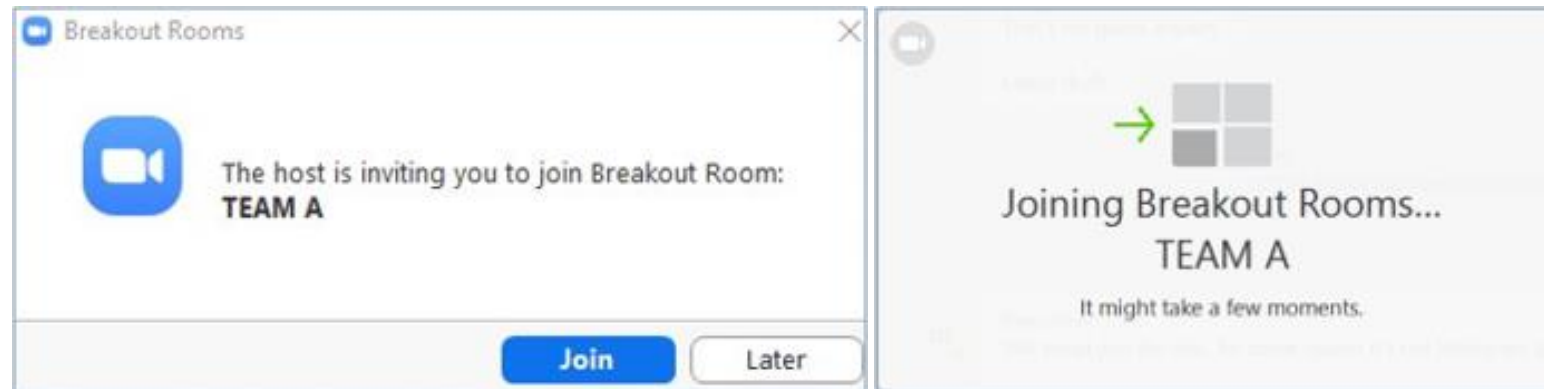 Breakout Rooms
The host is inviting you to join Breakout Room:
TEAM A
Join
Later
Joining Breakout Rooms...
TEAM A
It might take a few moments.